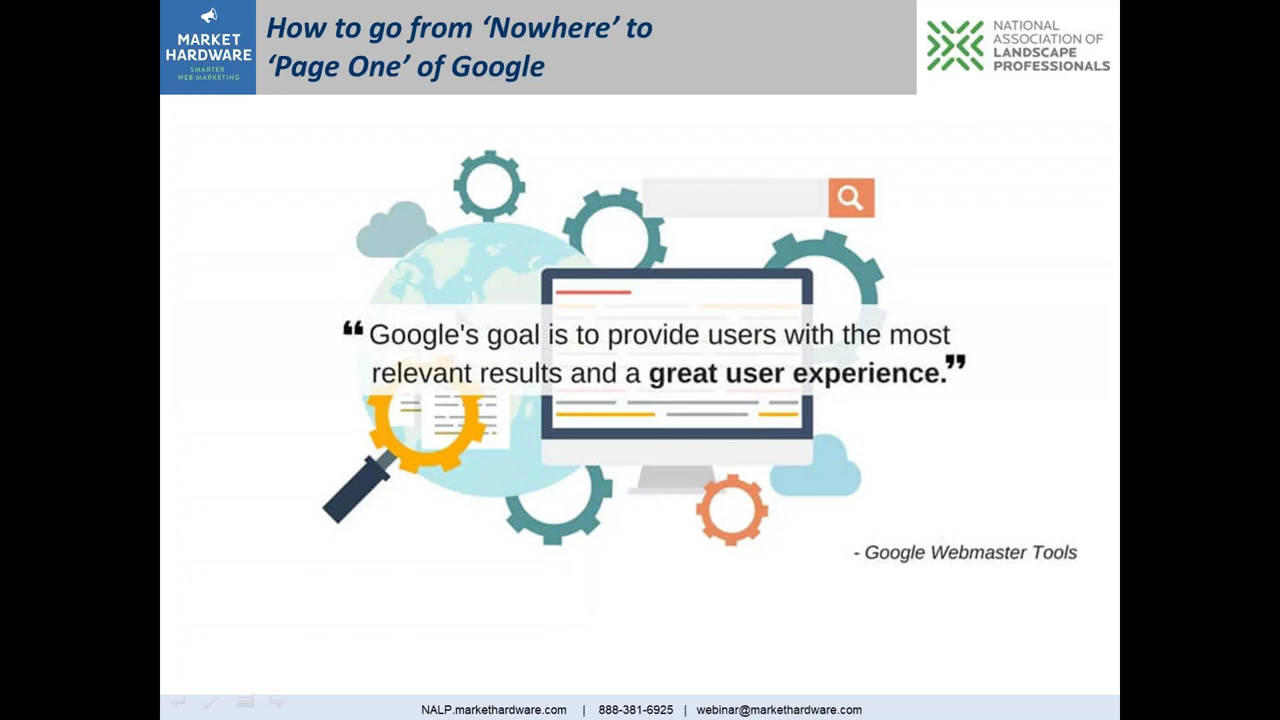 MARKET
HARDWARE
SMARTER
WEB MARKETING
How to go from ‘Nowhere’ to
‘Page One’ of Google
NATIONAL
ASSOCIATION OF
LANDSCAPE
PROFESSIONALS
“Google's goal is to provide users with the most
relevant results and a great user experience.”
- Google Webmaster Tools
NALP.markethardware.com | 888-381-6925 | webinar@markethardware.com